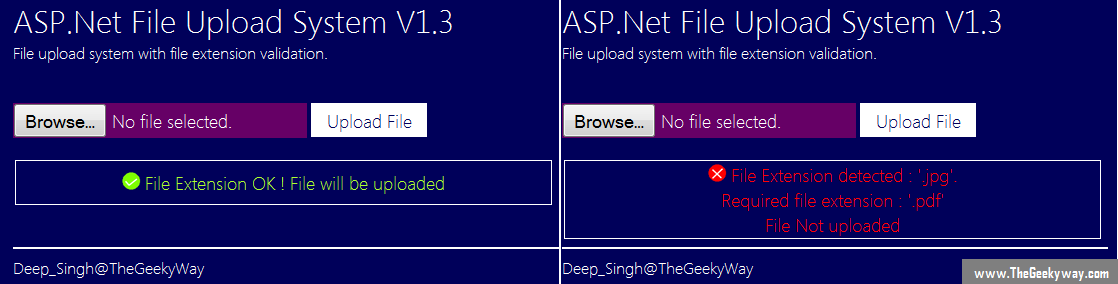 ASP.Net File Upload System V1.3
File upload system with file extension validation.
Browse... No file selected. Upload File
File Extension OK ! File will be uploaded
Deep_Singh@TheGeekyWay
ASP.Net File Upload System V1.3
File upload system with file extension validation.
Browse... No file selected. Upload File
File Extension detected : '.jpg'.
Required file extension : '.pdf'
File Not uploaded
Deep_Singh@TheGeekyWay
www.TheGeekyway.com